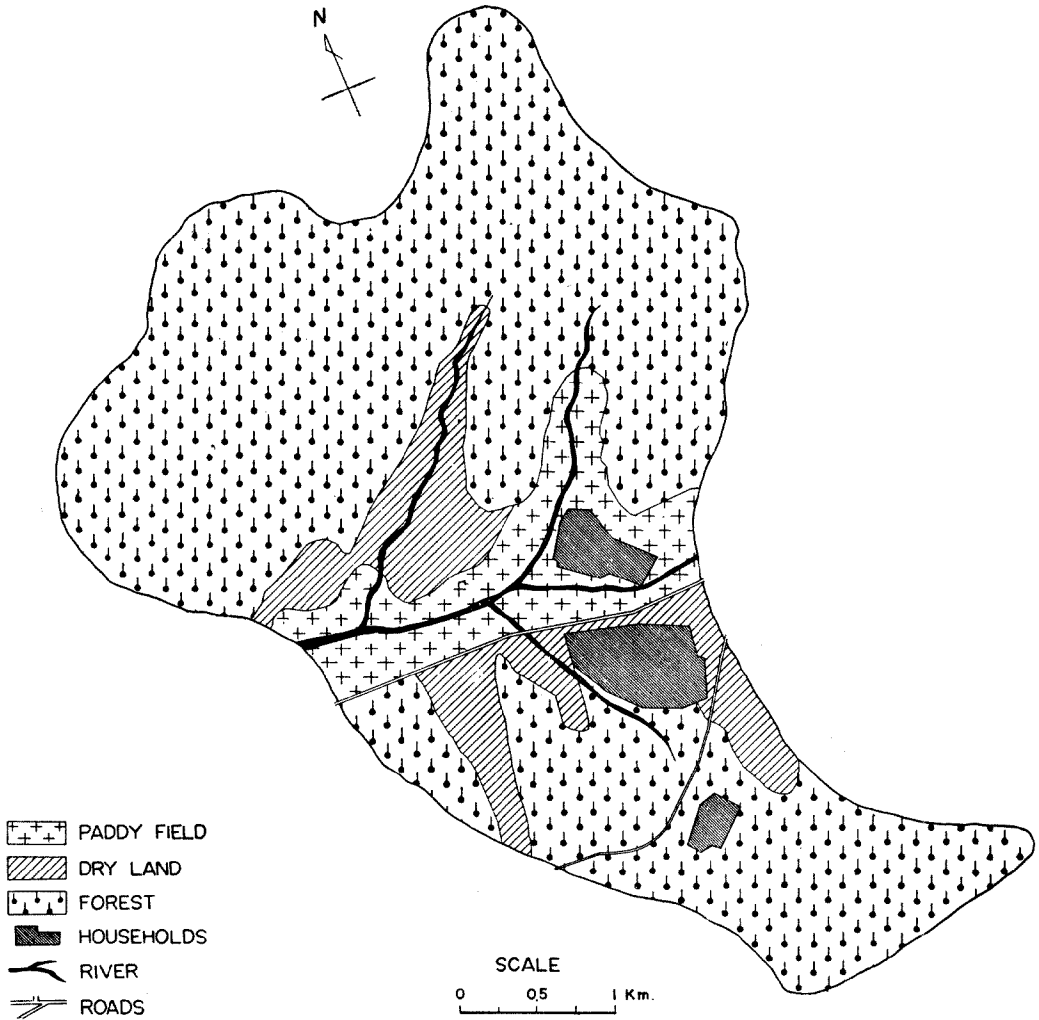 N
PADDY FIELD
DRY LAND
FOREST
HOUSEHOLDS
RIVER
ROADS
SCALE
0 0,5 1 Km.